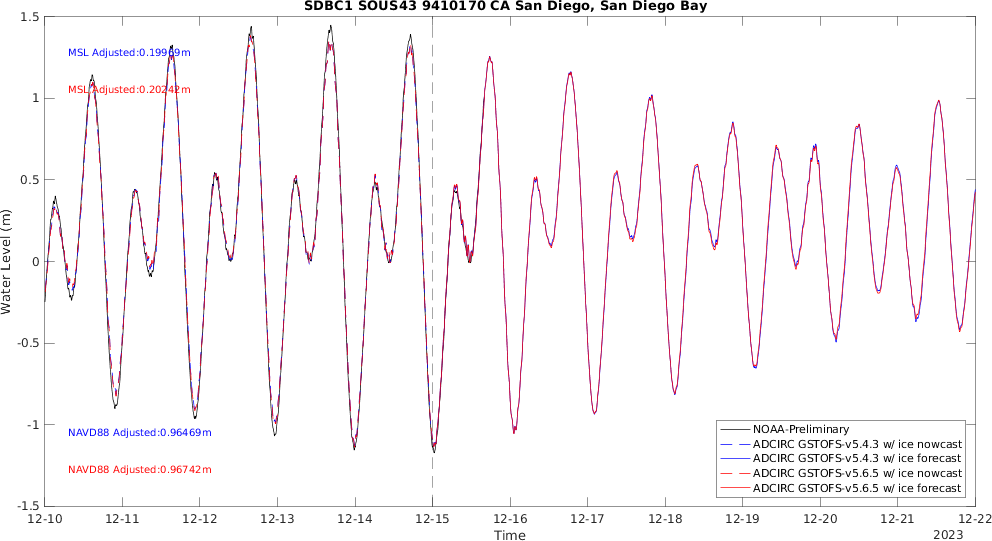 SDBC1 SOUS43 9410170 CA San Diego, San Diego Bay
1.5
MSL Adjusted:0.19989m
MSL Adjusted:0.20242m
1
0.5
0
-0.5
-1
-1.5
Water Level (m)
NAVD88 Adjusted:0.96469m
NAVD88 Adjusted:0.96742m
NOAA-Preliminary
ADCIRC GSTOFS-v5.4.3 w/ ice nowcast
ADCIRC GSTOFS-v5.4.3 w/ ice forecast
ADCIRC GSTOFS-v5.6.5 w/ ice nowcast
ADCIRC GSTOFS-v5.6.5 w/ ice forecast
12-10 12-11 12-12 12-13 12-14 12-15 12-16 12-17 12-18 12-19 12-20 12-21 12-22
Time
2023